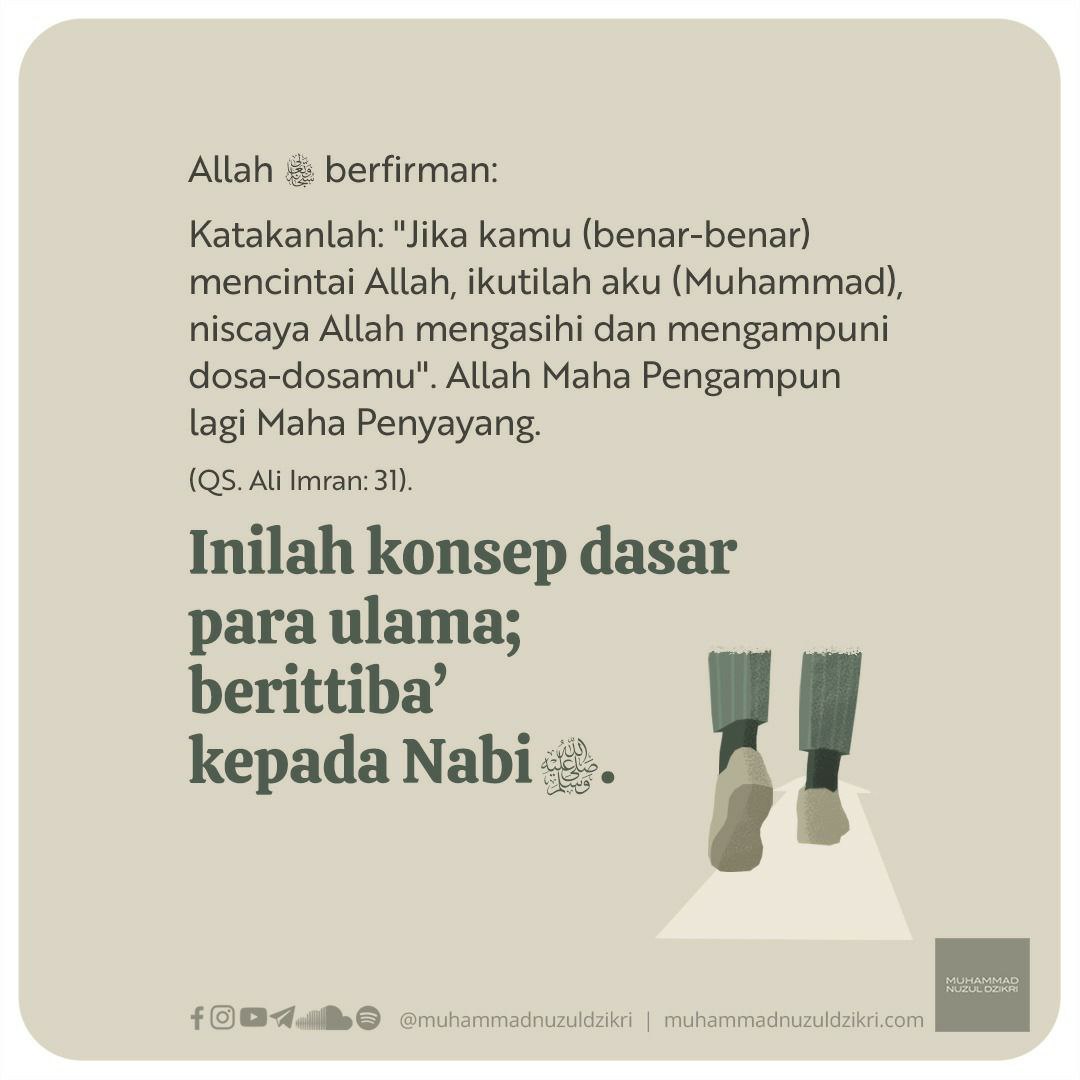 Allah ﷾ berfirman:
Katakanlah: "Jika kamu (benar-benar)
mencintai Allah, ikutilah aku (Muhammad),
niscaya Allah mengasihi dan mengampuni
dosa-dosamu". Allah Maha Pengampun
lagi Maha Penyayang.
(QS. Ali Imran: 31).
Inilah konsep dasar
para ulama;
berittiba’
kepada Nabi ﷺ.
@muhammadnuzuldzikri | muhammadnuzuldzikri.com
MUHAMMAD
NUZUL DZIKRI